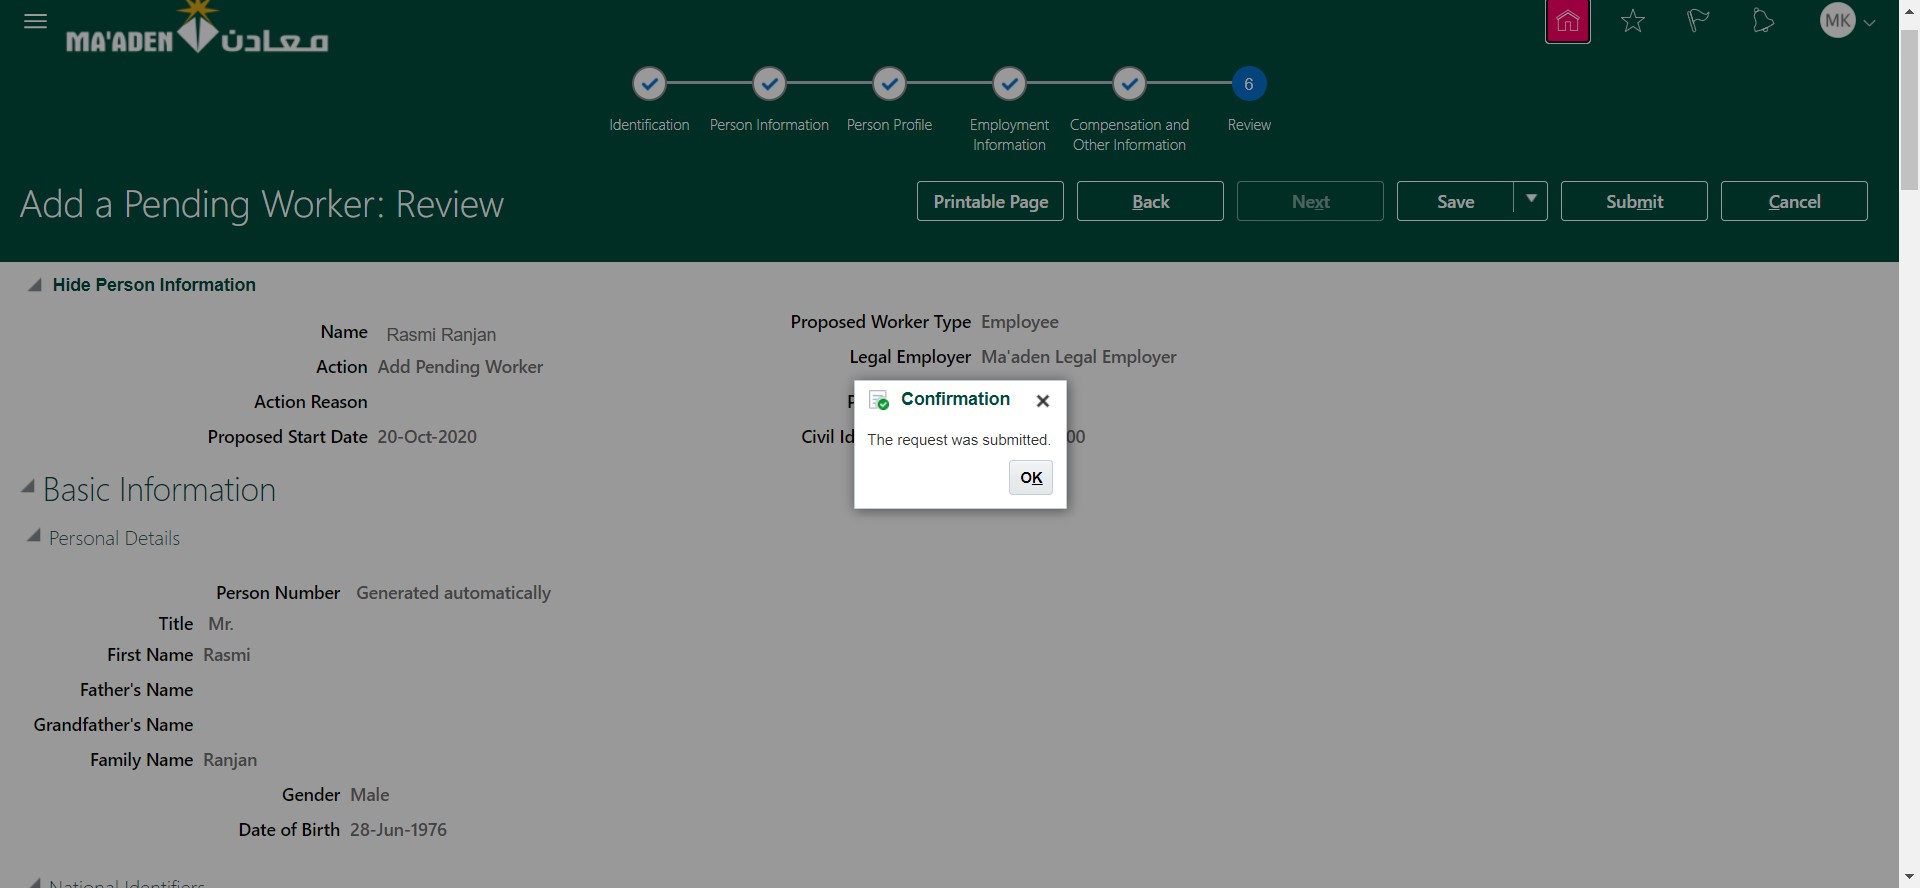 MA'ADEN معادن
MK
6
Identification
Person Information
Person Profile
Employment
Information
Compensation and
Other Information
Review
Add a Pending Worker: Review
Printable Page
Back
Next
Save
Submit
Cancel
Hide Person Information
Name Rasmi Ranjan
Action Add Pending Worker
Action Reason
Proposed Start Date 20-Oct-2020
Proposed Worker Type Employee
Legal Employer Ma'aden Legal Employer
P
Civil Id 00
Confirmation
The request was submitted.
OK
Basic Information
Personal Details
Person Number Generated automatically
Title Mr.
First Name Rasmi
Father's Name
Grandfather's Name
Family Name Ranjan
Gender Male
Date of Birth 28-Jun-1976
National Identifiers